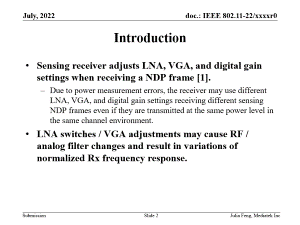 July, 2022
doc.: IEEE 802.11-22/xxxxr0
Introduction
• Sensing receiver adjusts LNA, VGA, and digital gain
settings when receiving a NDP frame [1].
– Due to power measurement errors, the receiver may use different
LNA, VGA, and digital gain settings receiving different sensing
NDP frames even if they are transmitted at the same power level in
the same channel environment.
• LNA switches / VGA adjustments may cause RF /
analog filter changes and result in variations of
normalized Rx frequency response.
Submission
Slide 2
Julia Feng, Mediatek Inc